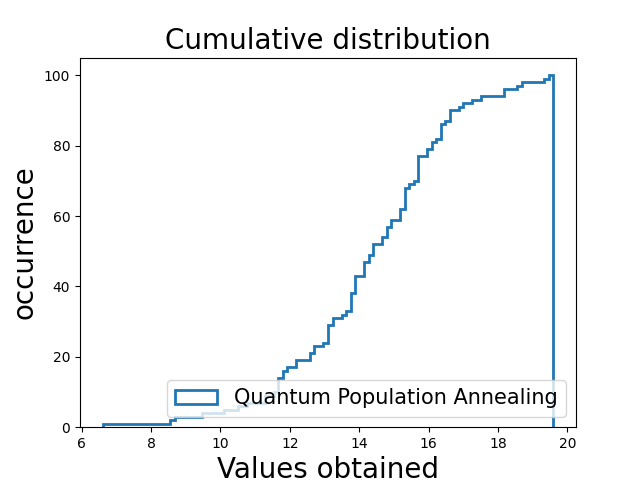 Cumulative distribution
100
80
60
40
20
0
occurrence
Quantum Population Annealing
6 8 10 12 14 16 18 20
Values obtained